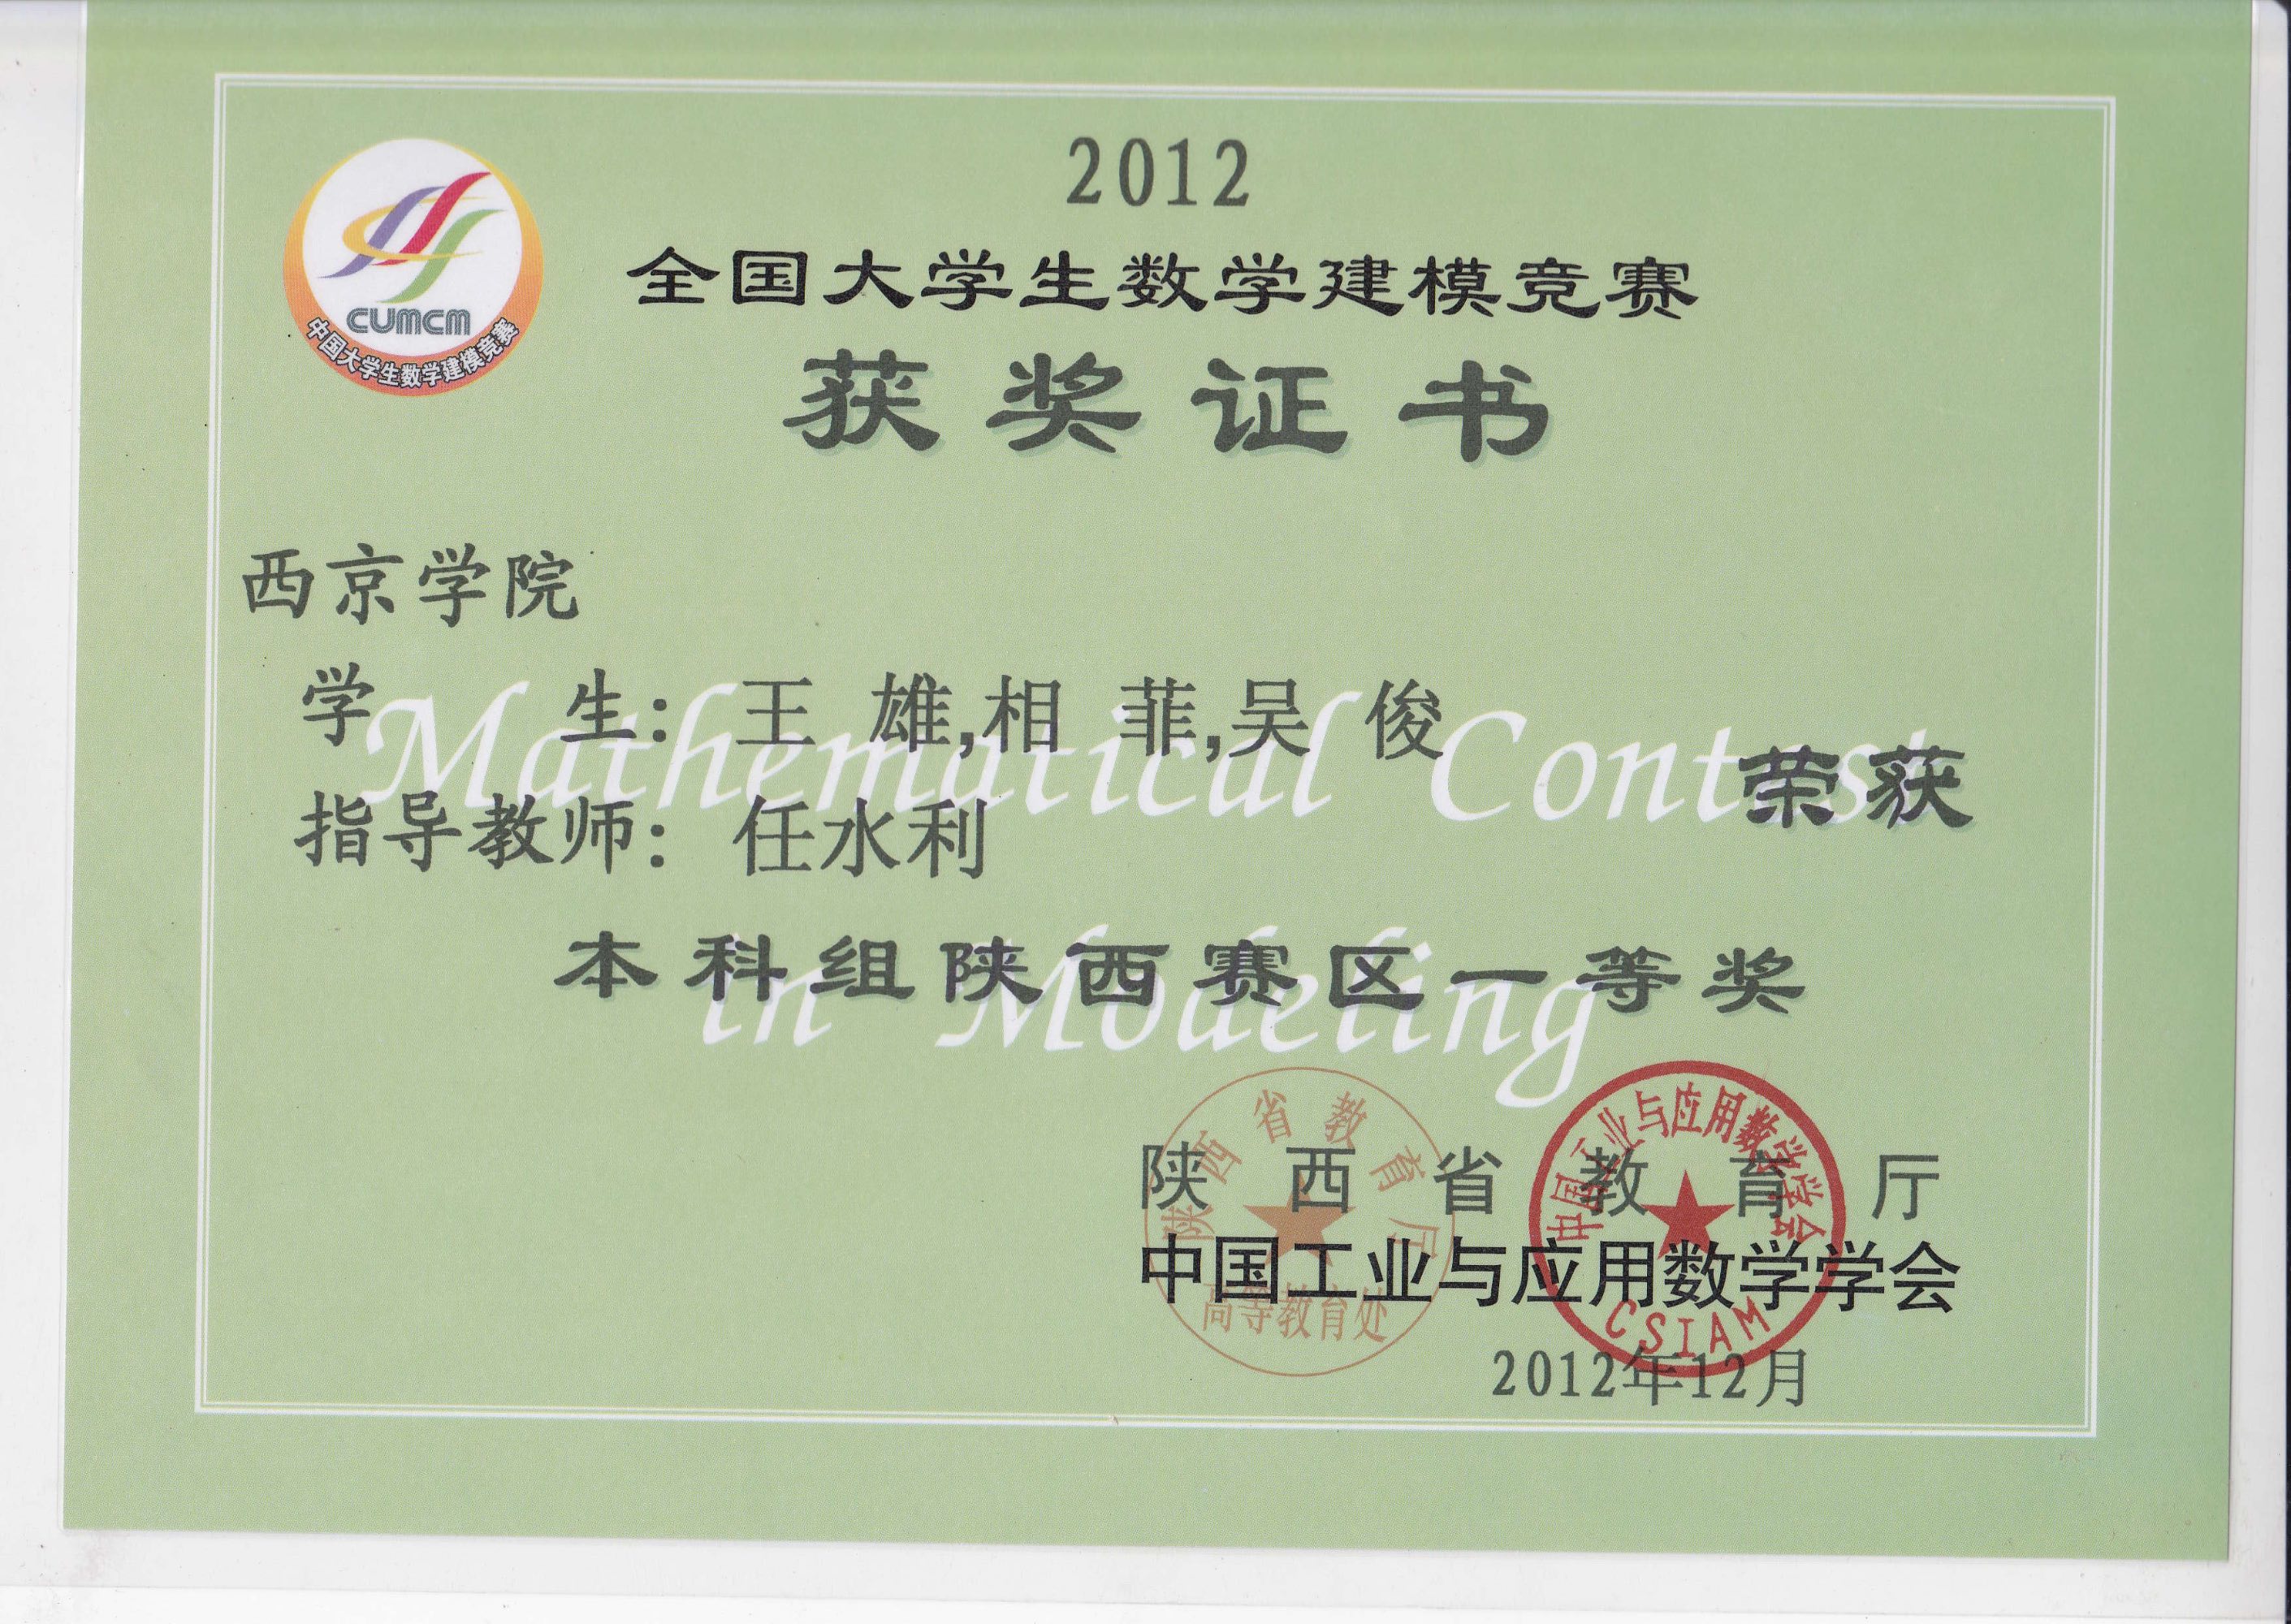 2012
全国大学生数学建模竞赛
获奖证书
CUMCM
中国大学生数学建模竞赛
西京学院
学 生: 王 雄,相 菲,吴 俊
指导教师: 任水利
荣获
Mathematical Contest
本科组陕西赛区一等奖
in Modeling
陕西省教育厅
中国工业与应用数学学会
2012年12月
陕西省教育厅
高等教育处
中国工业与应用数学学会
CSIAM